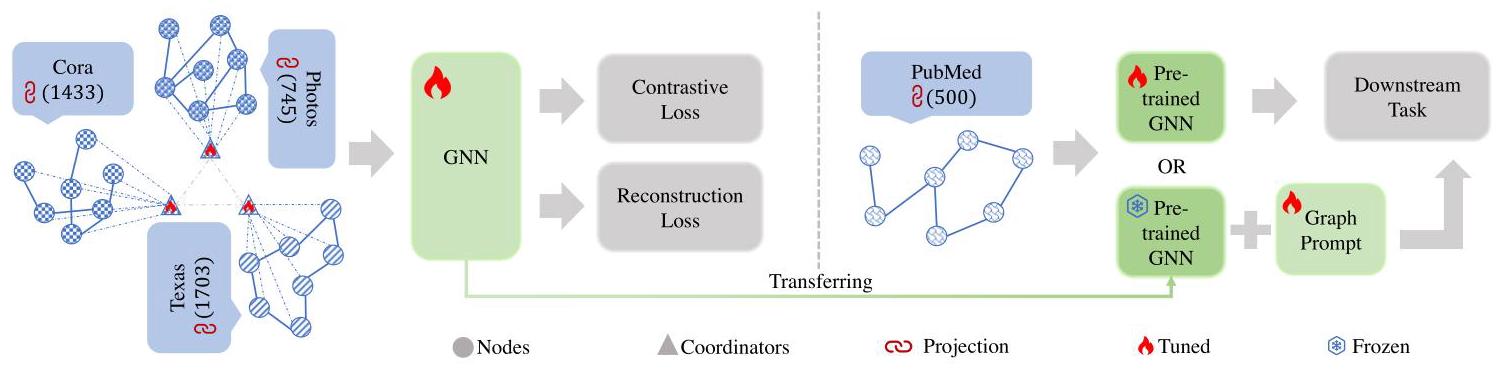 Cora
(1433)
Photos
(745)
Texas
(1703)
GNN
Contrastive
Loss
Reconstruction
Loss
Transferring
PubMed
(500)
Pre-
trained
GNN
OR
Pre-
trained
GNN
Graph
Prompt
Downstream
Task
Nodes
Coordinators
Projection
Tuned
Frozen